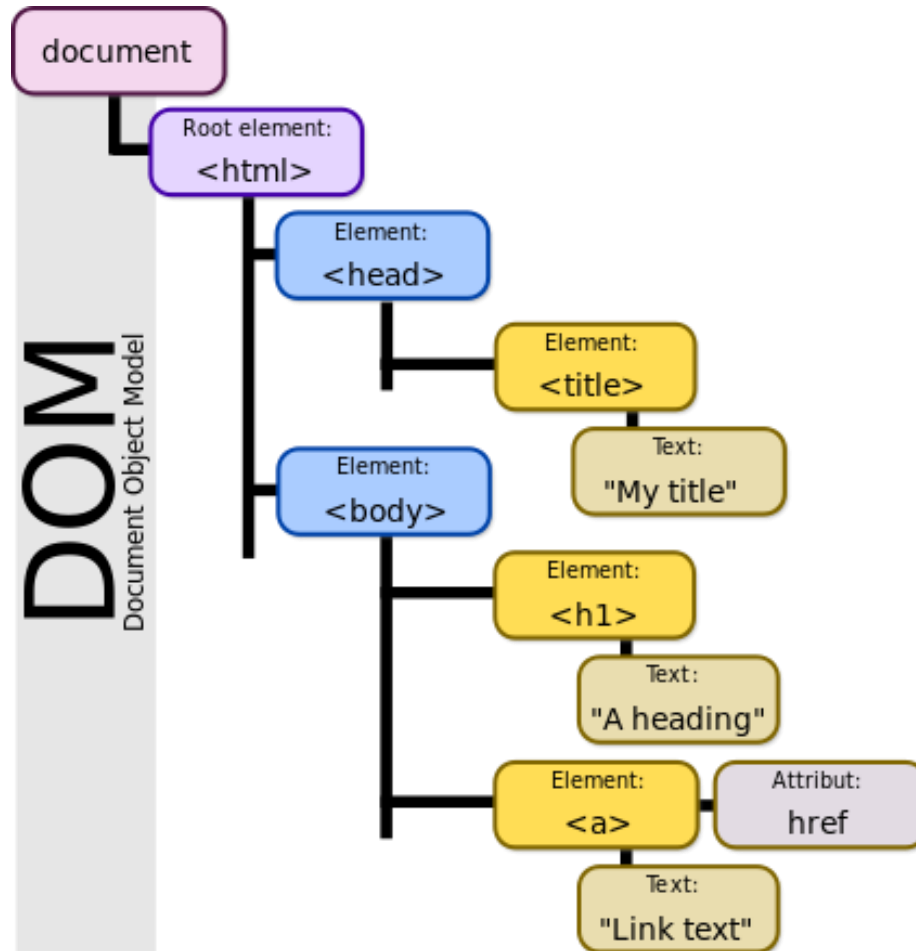 document
Root element:
<html>
Element:
<head>
Element:
<title>
Text:
"My title"
Element:
<body>
Element:
<h1>
Text:
"A heading"
Element:
<a>
Attribut:
href
Text:
"Link text"
DOM
Document Object Model